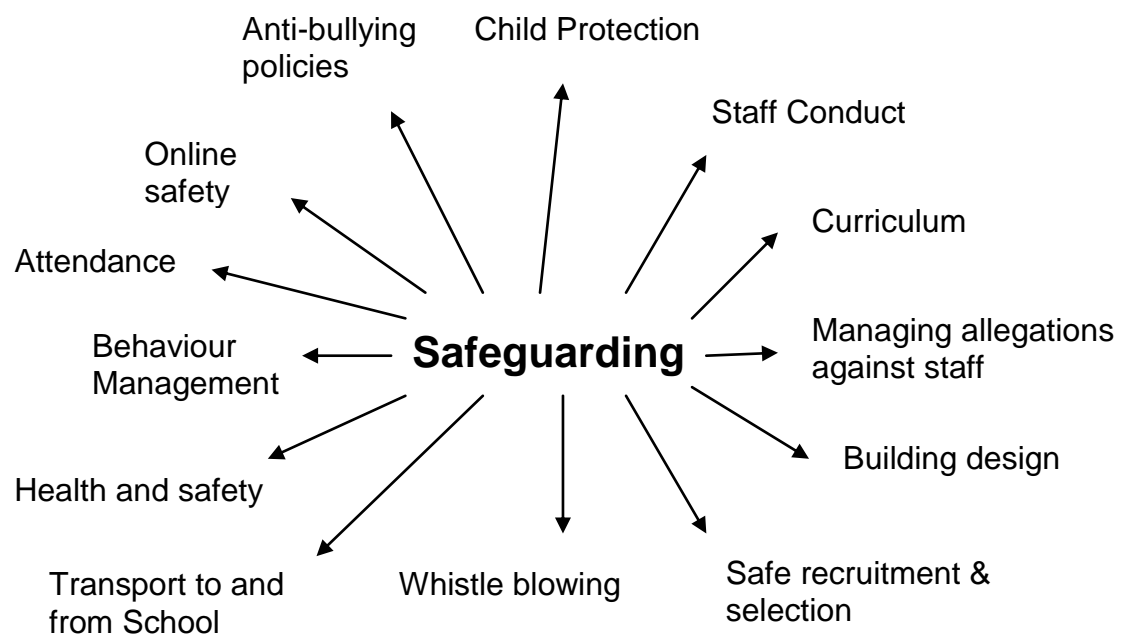 Anti-bullying
policies
Child Protection
Staff Conduct
Online
safety
Curriculum
Attendance
Behaviour
Management
Safeguarding
Managing allegations
against staff
Building design
Health and safety
Transport to and
from School
Whistle blowing
Safe recruitment &
selection